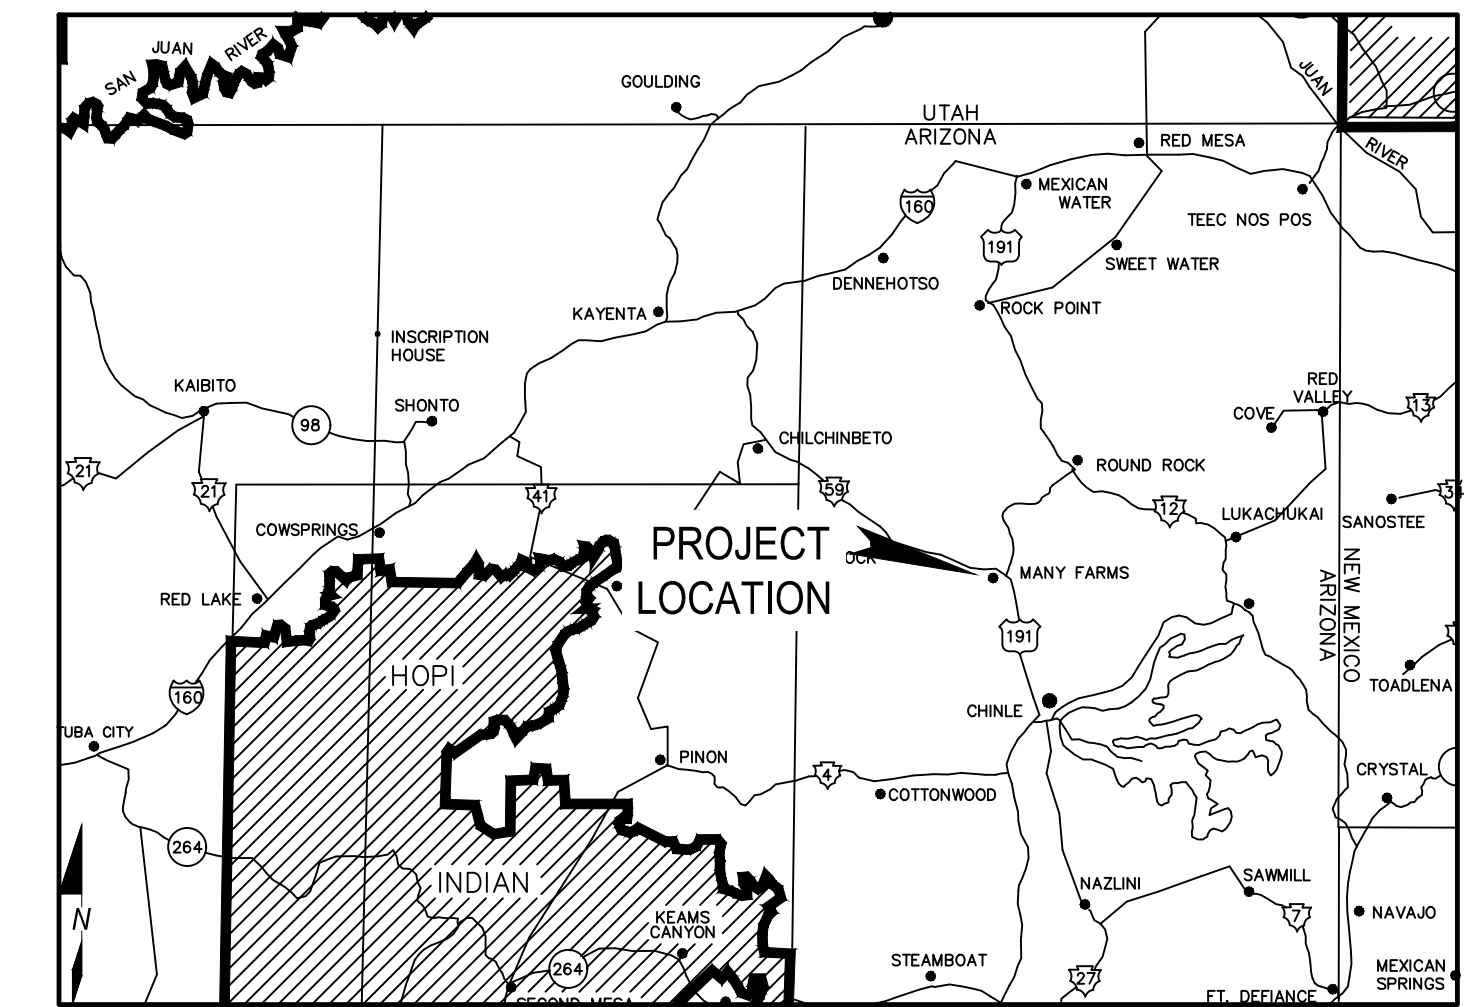 SAN
JUAN
RIVER
GOULDING
UTAH
ARIZONA
JUAN
RIVER
RED MESA
MEXICAN
WATER
160
TEEC NOS POS
191
SWEET WATER
DENNEHOTSO
ROCK POINT
KAYENTA
INSCRIPTION
HOUSE
KAIBITO
SHONTO
98
RED
VALLEY
13
COVE
CHILCHINBETO
21
21
41
59
ROUND ROCK
12
LUKACHUKAI
SANOSTEE
COWSPRINGS
PROJECT
LOCATION
MANY FARMS
NEW MEXICO
ARIZONA
RED LAKE
191
HOPI
160
TOADLENA
CHINLE
TUBA CITY
PINON
4
COTTONWOOD
CRYSTAL
264
INDIAN
NAZLINI
SAWMILL
N
KEAMS
CANYON
7
NAVAJO
264
STEAMBOAT
27
MEXICAN
SPRINGS
SECOND MESA
FT. DEFIANCE